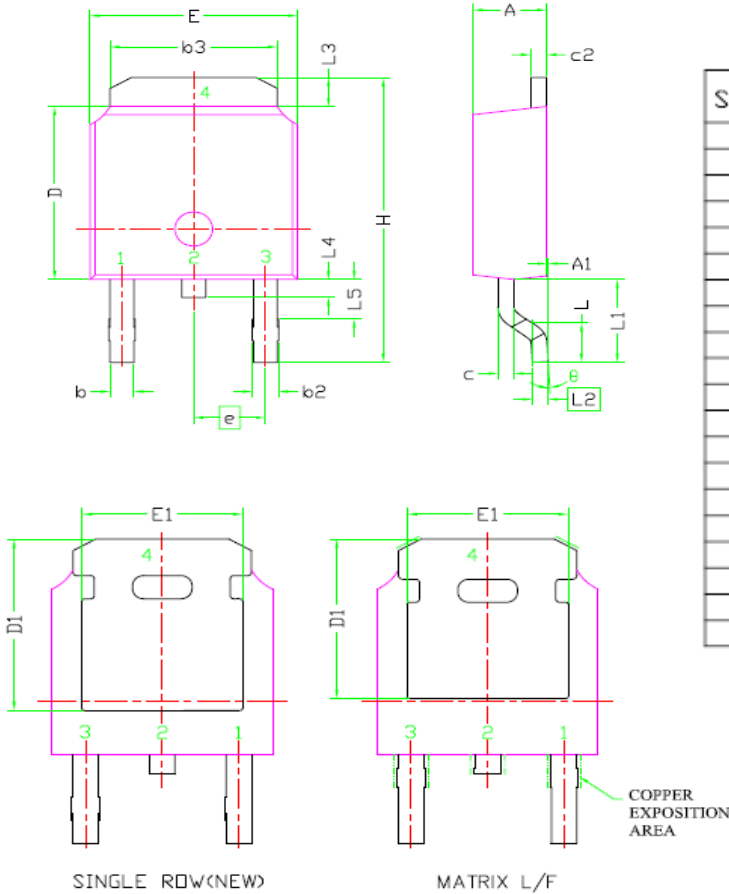 E
A
b3
L3
c2
4
S
D
H
1
2
3
L4
L5
A1
L
L1
b
b2
e
c
θ
L2
E1
4
D1
3
2
1
E1
4
D1
3
2
1
COPPER
EXPOSITION
AREA
SINGLE ROW(NEW)
MATRIX L/F